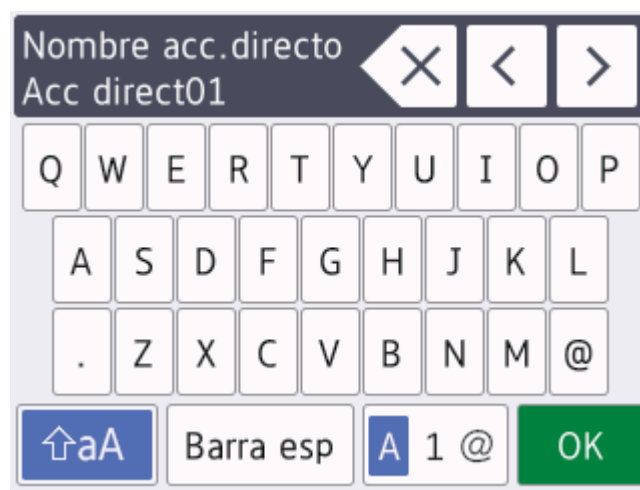 Nombre acc.directo
Acc direct01
Q W E R T Y U I O P
A S D F G H J K L
. Z X C V B N M @
aA Barra esp A 1 @ OK